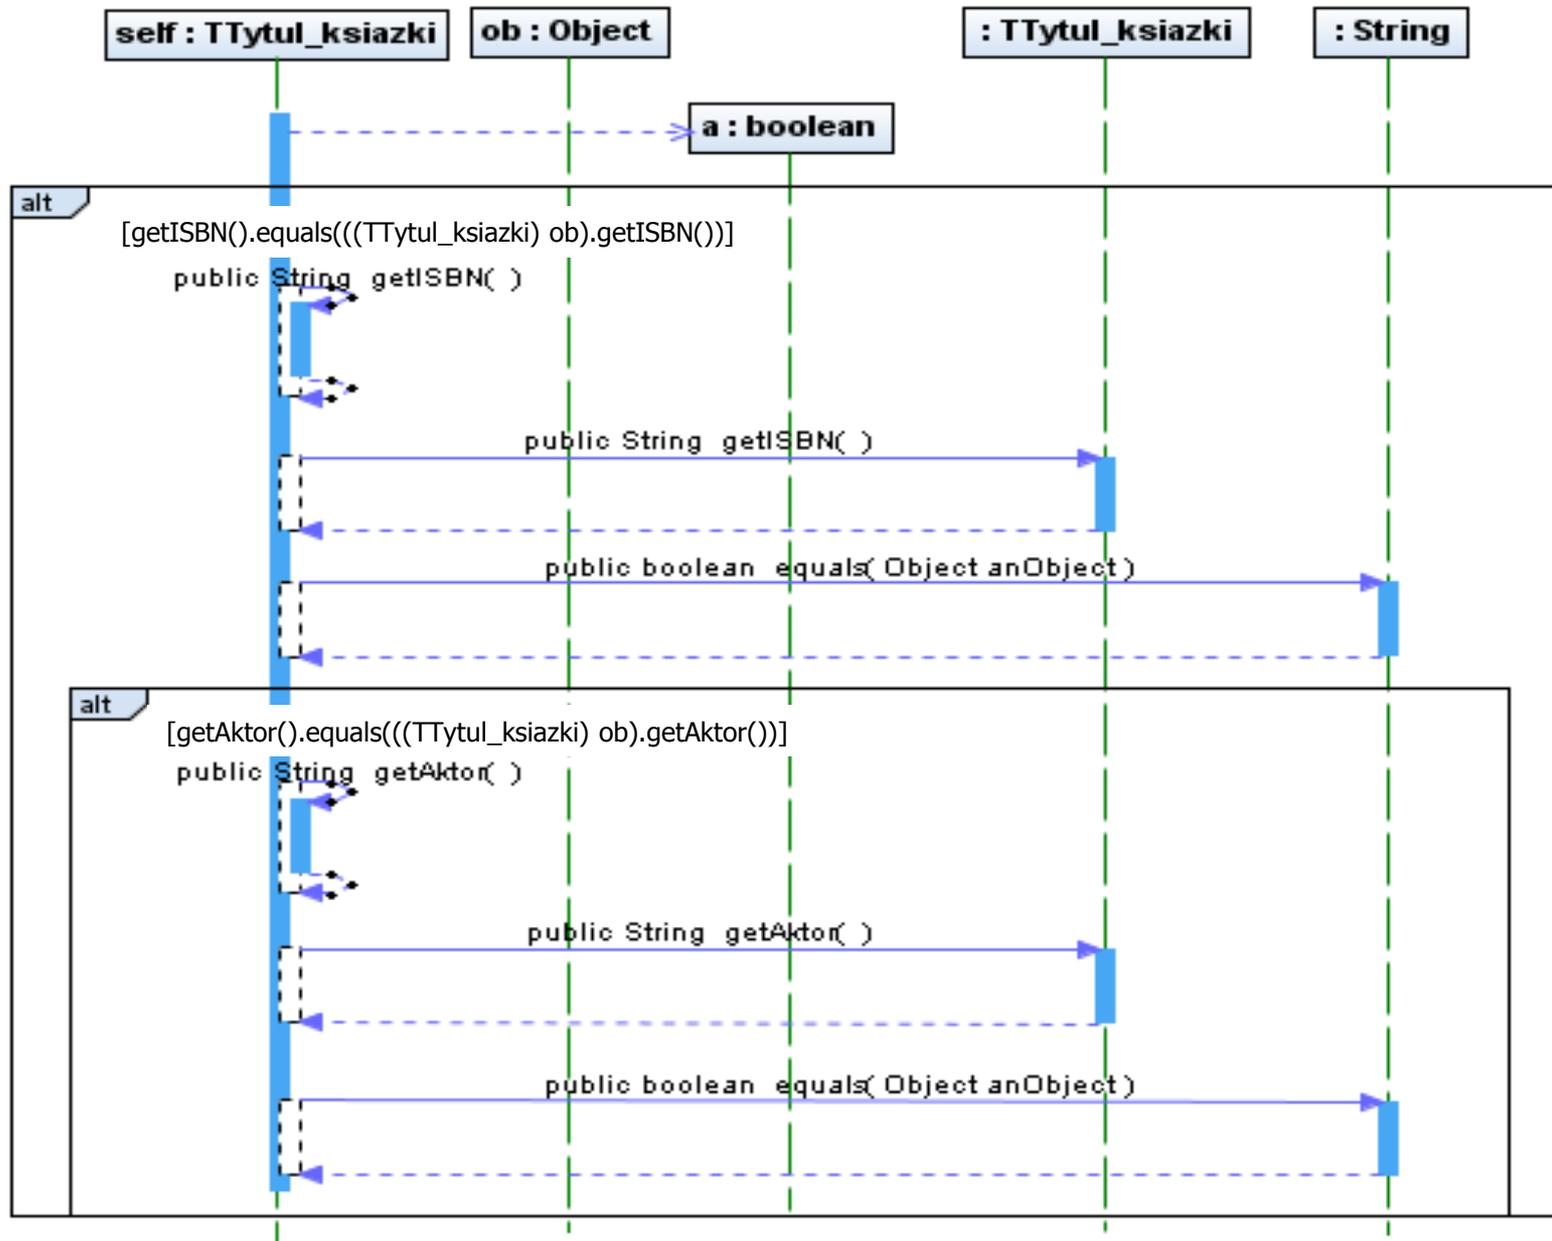 self : TTytul_ksiazki
ob : Object
: TTytul_ksiazki
: String
a : boolean
alt
[getISBN().equals(((TTytul_ksiazki) ob).getISBN())]
public String getISBN( )
public String getISBN( )
public boolean equals( Object anObject )
alt
[getAktor().equals(((TTytul_ksiazki) ob).getAktor())]
public String getAktor( )
public String getAktor( )
public boolean equals( Object anObject )